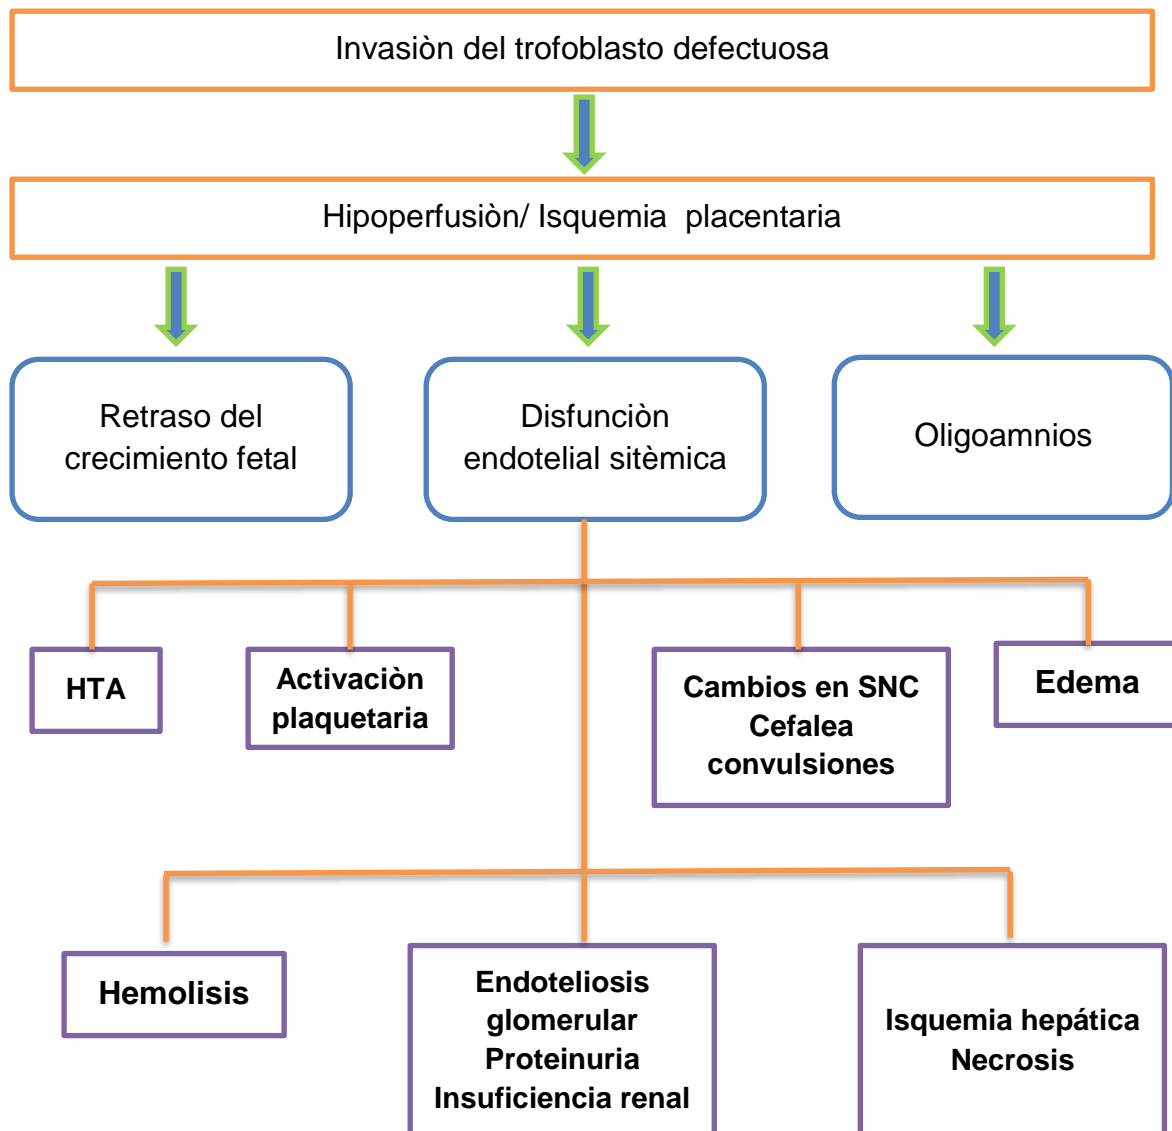 Invasiòn del trofoblasto defectuosa
Hipoperfusiòn/ Isquemia placentaria
Retraso del
crecimiento fetal
Disfunciòn
endotelial sitèmica
Oligoamnios
HTA
Activaciòn
plaquetaria
Cambios en SNC
Cefalea
convulsiones
Edema
Hemolisis
Endoteliosis
glomerular
Proteinuria
Insuficiencia renal
Isquemia hepática
Necrosis